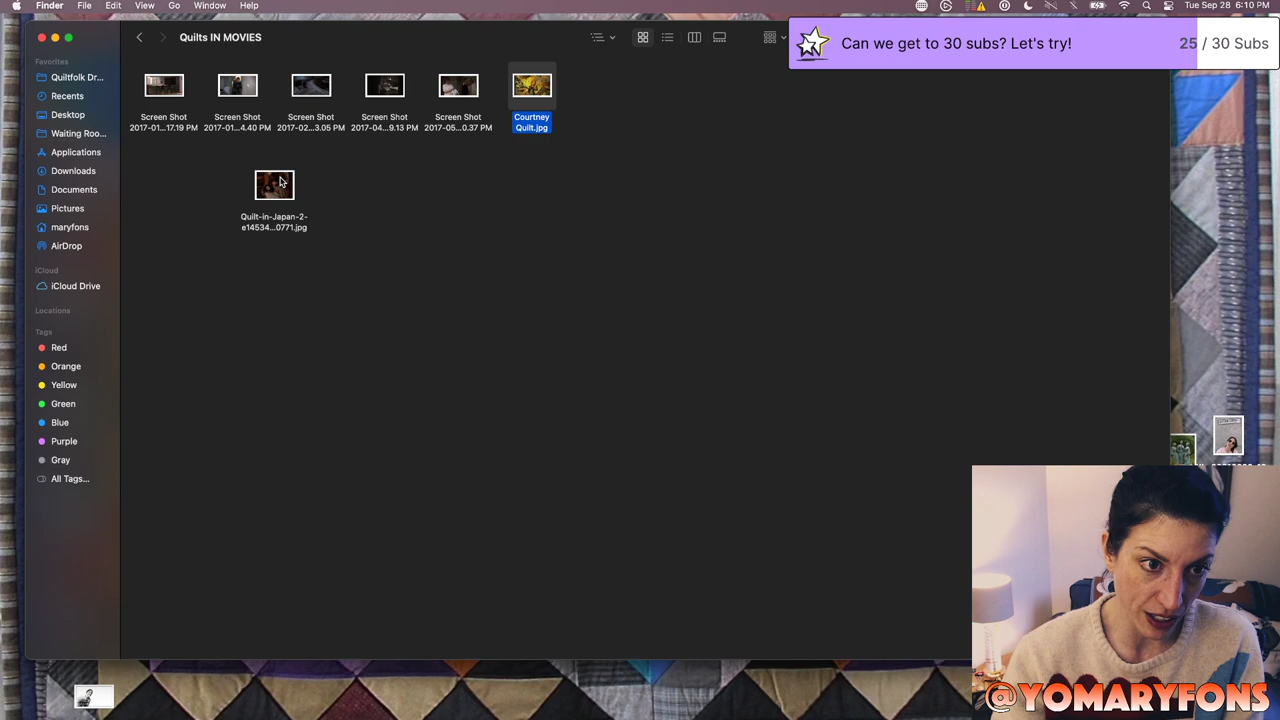 Finder File Edit View Go Window Help
Tue Sep 28 6:10 PM
Quilts IN MOVIES
Can we get to 30 subs? Let's try!
25 / 30 Subs
Favorites
Quiltfolk Dr...
Recents
Desktop
Waiting Roo...
Applications
Downloads
Documents
Pictures
maryfons
AirDrop
iCloud
iCloud Drive
Locations
Tags
Red
Orange
Yellow
Green
Blue
Purple
Gray
All Tags...
Screen Shot
2017-01...17.19 PM
Screen Shot
2017-01...4.40 PM
Screen Shot
2017-02...3.05 PM
Screen Shot
2017-04...9.13 PM
Screen Shot
2017-05...0.37 PM
Courtney
Quilt.jpg
Quilt-in-Japan-2-
e14534...0771.jpg
@YOMARYFONS